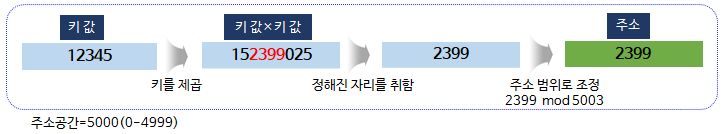 키 값
키 값×키 값
주소
12345
152399025
2399
2399
키를 제곱
정해진 자리를 취함
주소 범위로 조정
2399 mod 5003
주소공간=5000(0-4999)